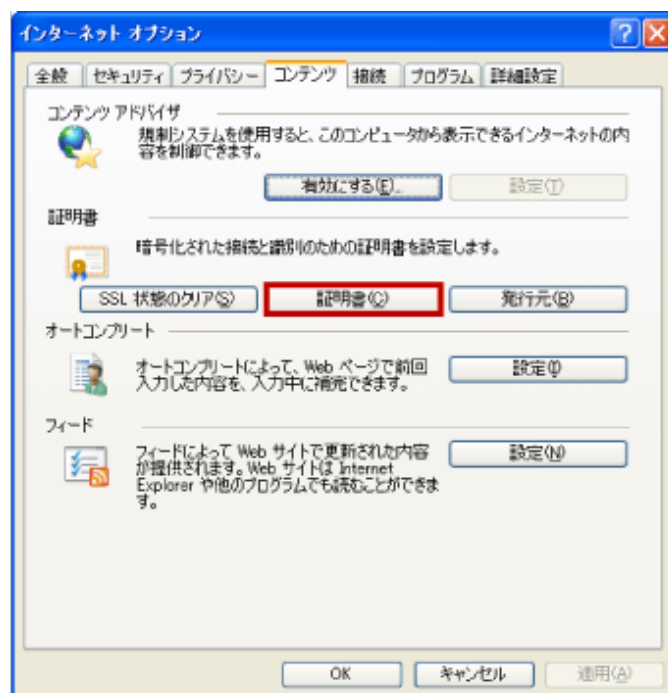 インターネット オプション
全般 セキュリティ プライバシー コンテンツ 接続 プログラム 詳細設定
コンテンツ アドバイザ
規制システムを使用すると、このコンピュータから表示できるインターネットの内
容を制御できます。
有効にする(E)... 設定(T)
証明書
暗号化された接続と識別のための証明書を設定します。
SSL 状態のクリア(S) 証明書(C) 発行元(B)
オートコンプリート
オートコンプリートによって、Web ページで前回
入力した内容を、入力中に補完できます。
設定(I)
フィード
フィードによって Web サイトで更新された内容
が提供されます。Web サイトは Internet
Explorer や他のプログラムでも読むことができま
す。
設定(N)
OK キャンセル 適用(A)